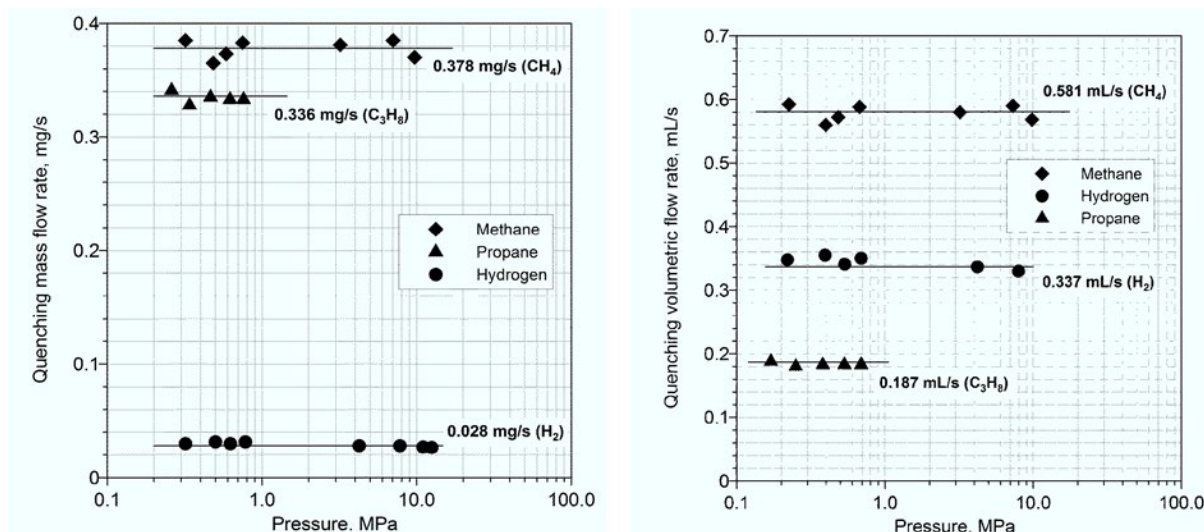 Quenching mass flow rate, mg/s
0.4
0.3
0.2
0.1
0
0.378 mg/s (CH₄)
0.336 mg/s (C₃H₈)
Methane
Propane
Hydrogen
0.028 mg/s (H₂)
0.1 1.0 10.0 100.0
Pressure, MPa
Quenching volumetric flow rate, mL/s
0.7
0.6
0.5
0.4
0.3
0.2
0.1
0
0.581 mL/s (CH₄)
Methane
Hydrogen
Propane
0.337 mL/s (H₂)
0.187 mL/s (C₃H₈)
0.1 1.0 10.0 100.0
Pressure, MPa